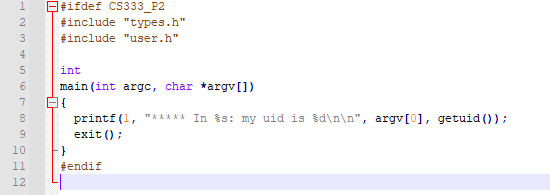 1 #ifdef CS333_P2
2 #include "types.h"
3 #include "user.h"
4
5 int
6 main(int argc, char *argv[])
7 {
8   printf(1, "***** In %s: my uid is %d\n\n", argv[0], getuid());
9   exit();
10 }
11 #endif
12